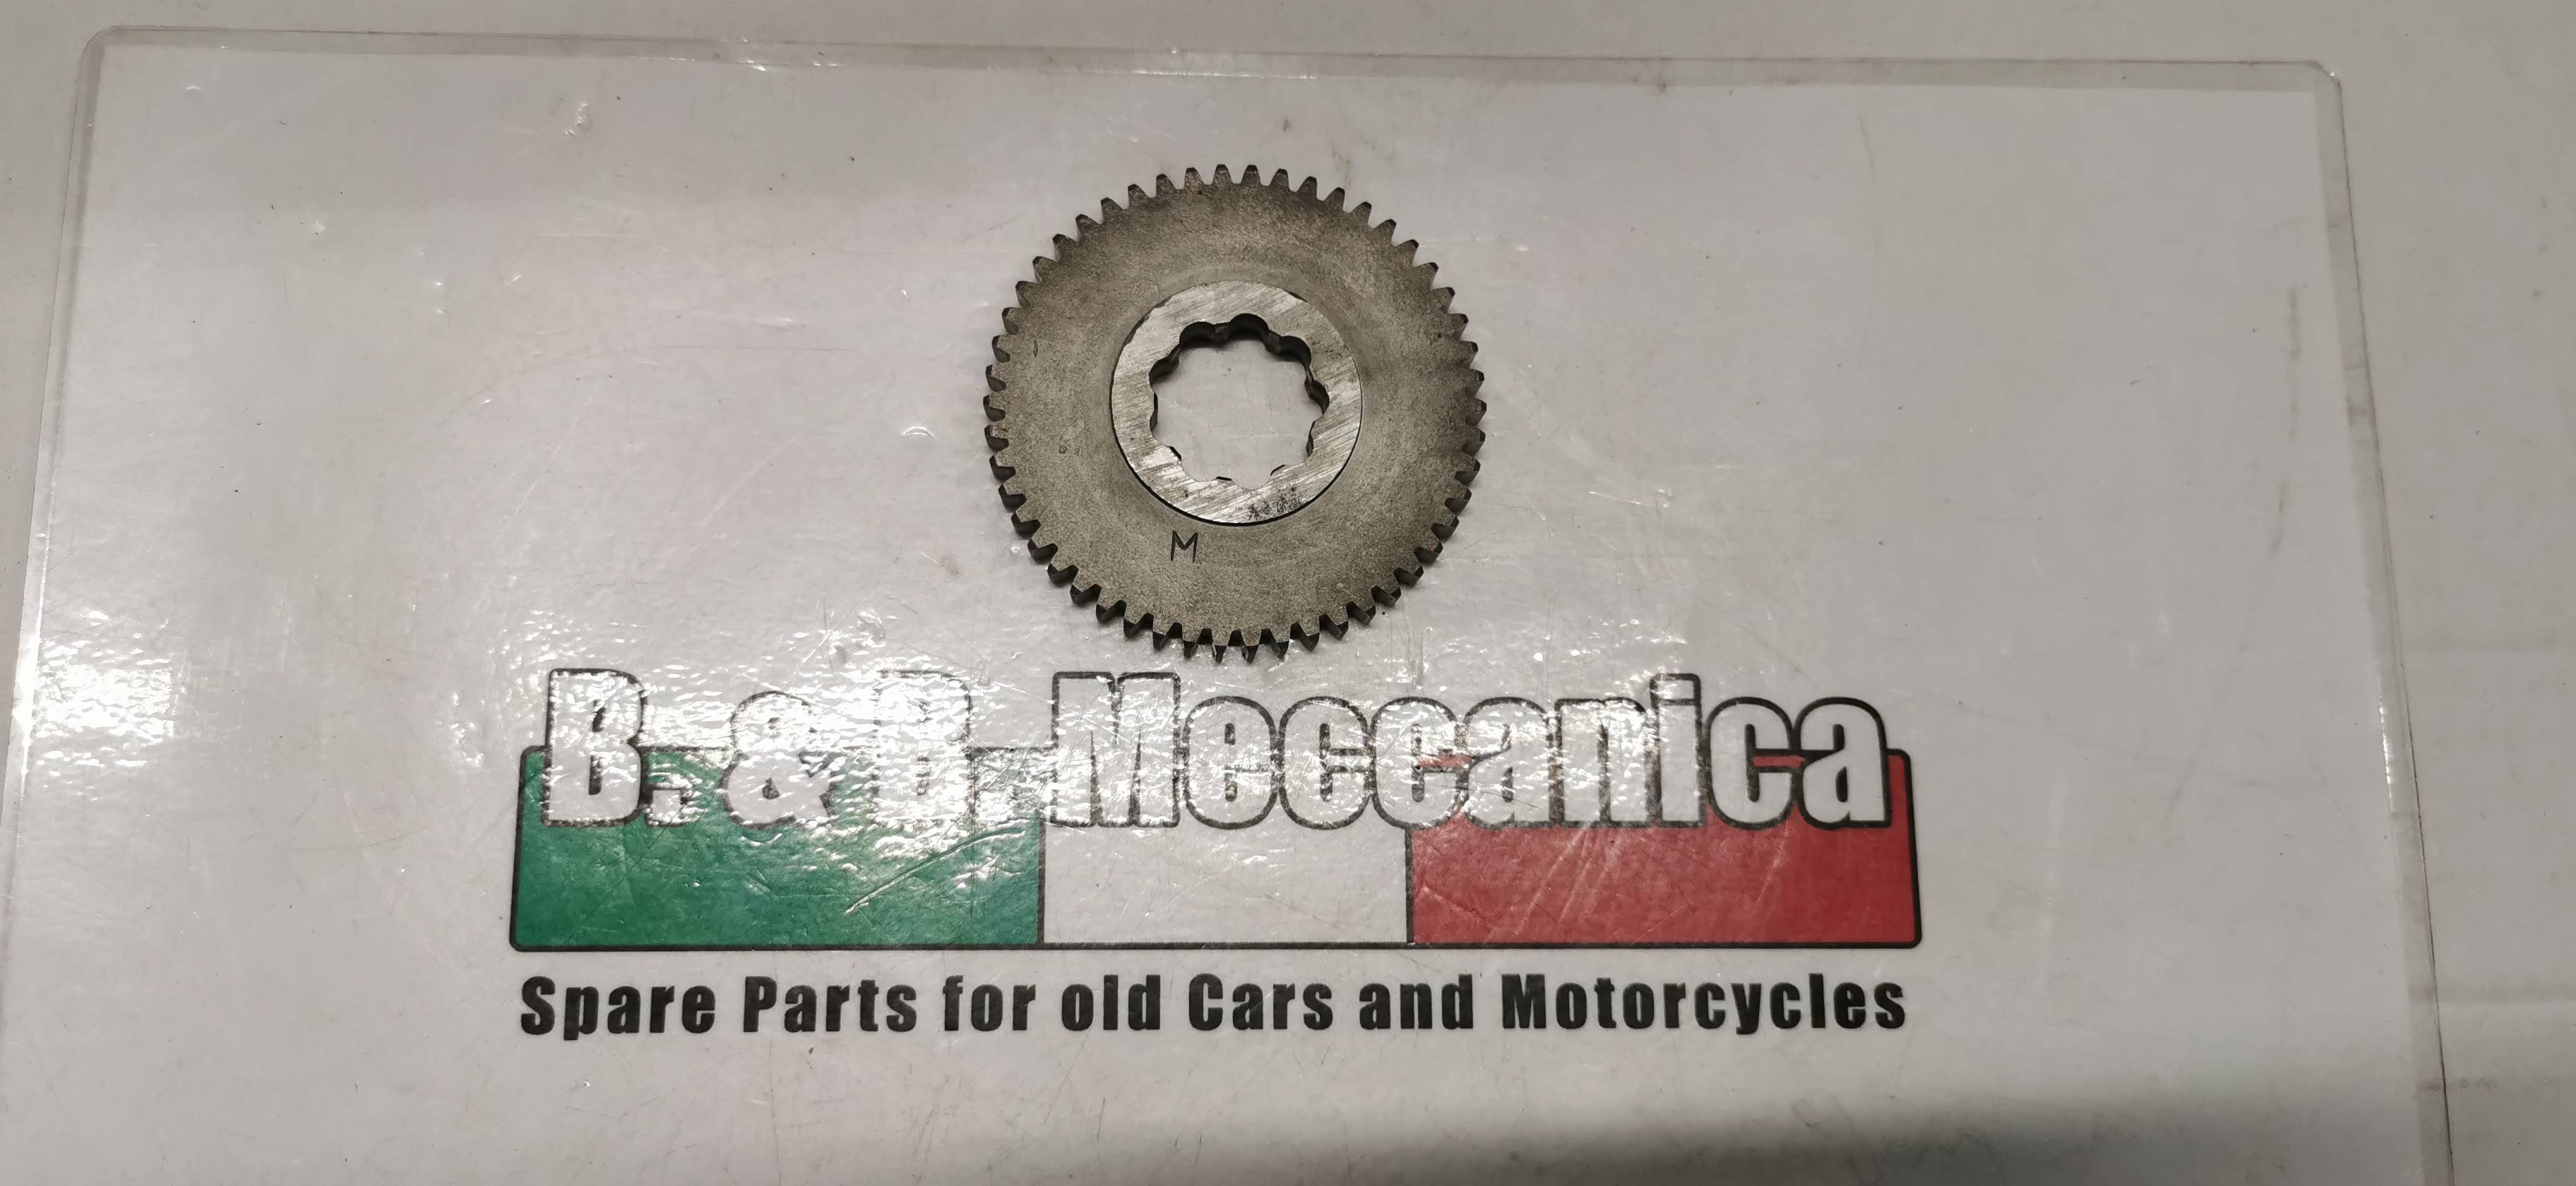 M
B. & B. Meccanica
Spare Parts for old Cars and Motorcycles